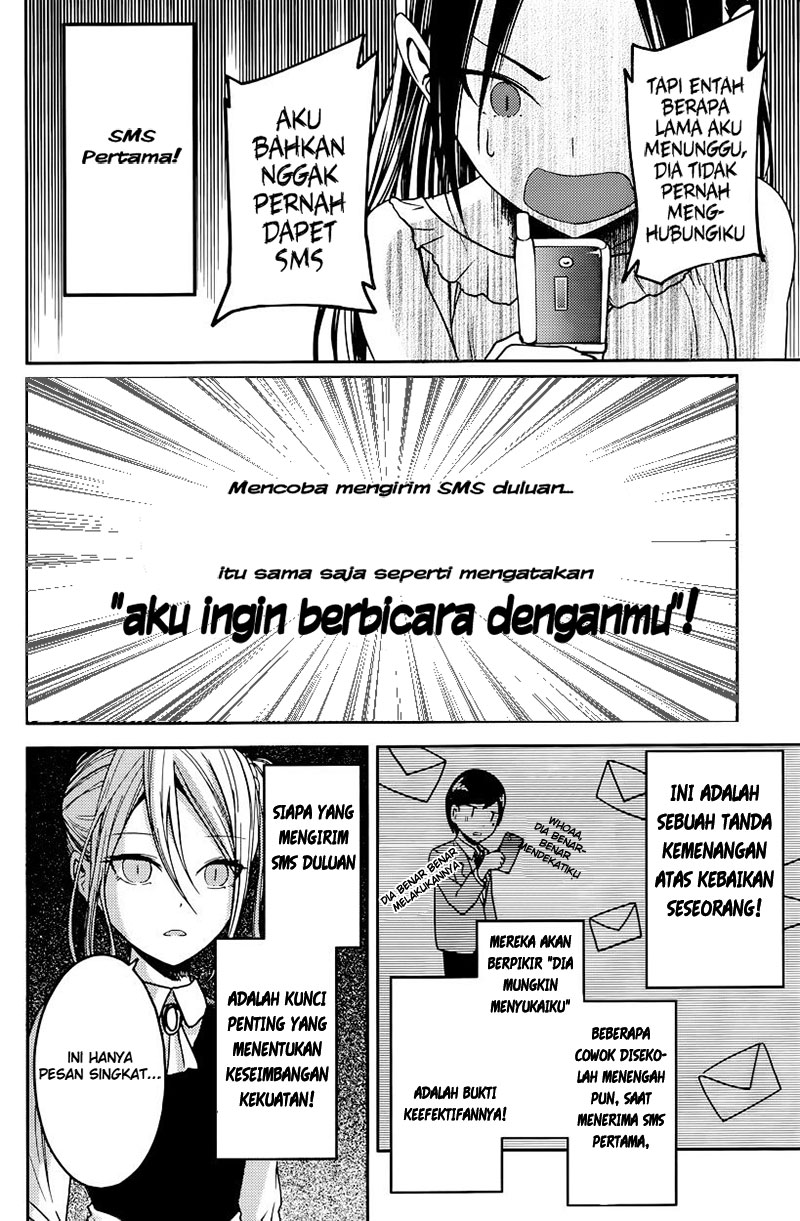 TAPI ENTAH
BERAPA
LAMA AKU
MENUNGGU,
DIA TIDAK
PERNAH
MENG-
HUBUNGIKU
AKU
BAHKAN
NGGAK
PERNAH
DAPET
SMS
SMS
Pertama!
Mencoba mengirim SMS duluan...
itu sama saja seperti mengatakan
"aku ingin berbicara denganmu"!
INI ADALAH
SEBUAH TANDA
KEMENANGAN
ATAS KEBAIKAN
SESEORANG!
WHOAA,
DIA BENAR-
BENAR
MENDEKATIKU
DIA BENAR BENAR
MELAKUKANNYA
BEBERAPA
COWOK DISEKO-
LAH MENENGAH
PUN, SAAT
MENERIMA SMS
PERTAMA,
MEREKA AKAN
BERPIKIR "DIA
MUNGKIN
MENYUKAIKU"
ADALAH BUKTI
KEEFEKTIFANNYA!
SIAPA YANG
MENGIRIM
SMS DULUAN
ADALAH KUNCI
PENTING YANG
MENENTUKAN
KESEIMBANGAN
KEKUATAN!
INI HANYA
PESAN SINGKAT...